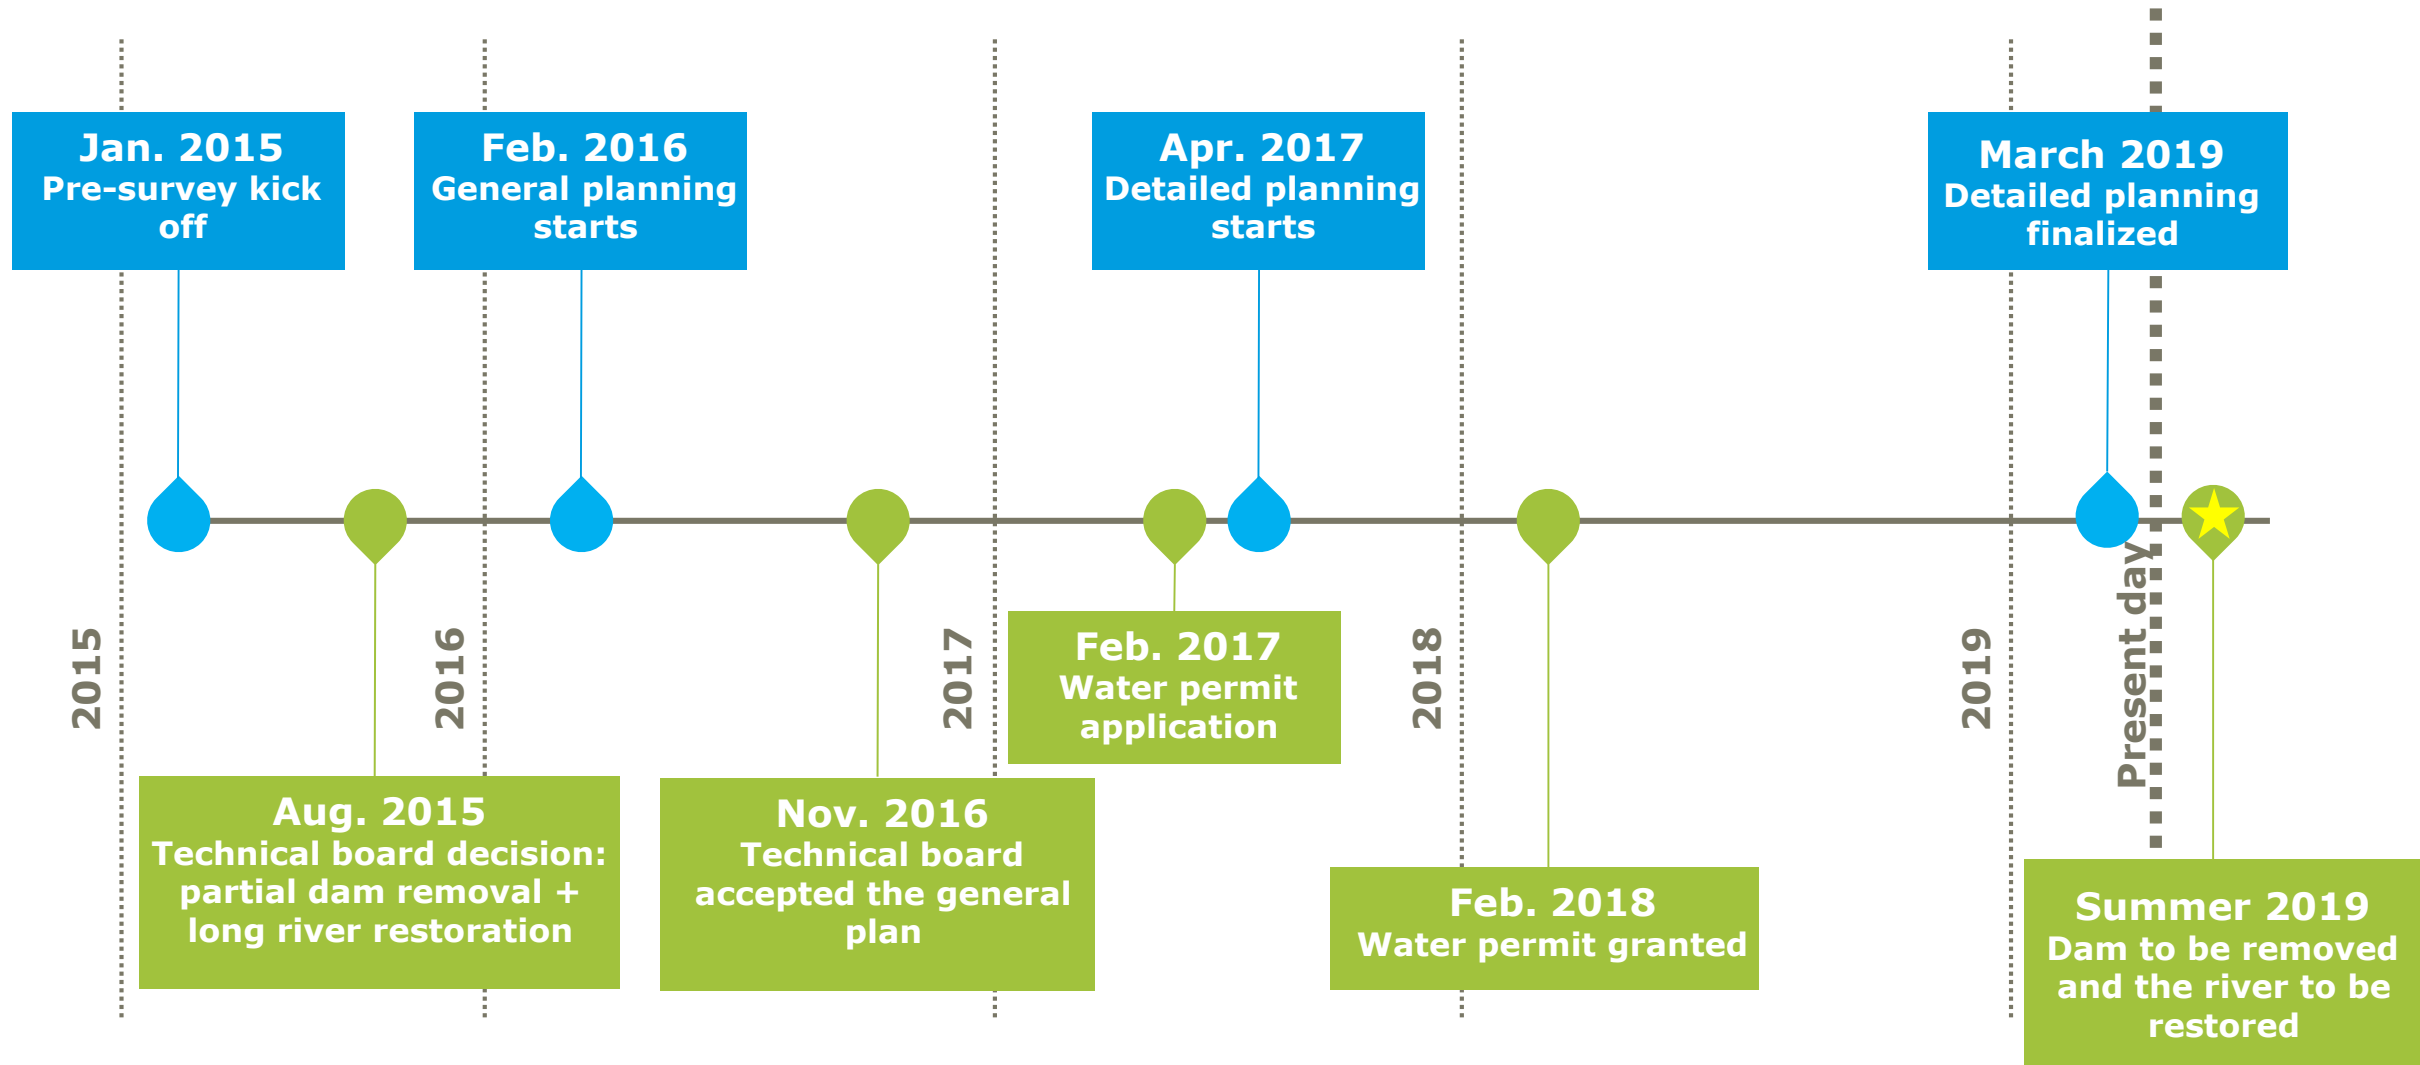 Jan. 2015
Pre-survey kick
off
Feb. 2016
General planning
starts
Apr. 2017
Detailed planning
starts
March 2019
Detailed planning
finalized
2015
2016
2017
2018
2019
Present day
Feb. 2017
Water permit
application
Aug. 2015
Technical board decision:
partial dam removal +
long river restoration
Nov. 2016
Technical board
accepted the general
plan
Feb. 2018
Water permit granted
Summer 2019
Dam to be removed
and the river to be
restored